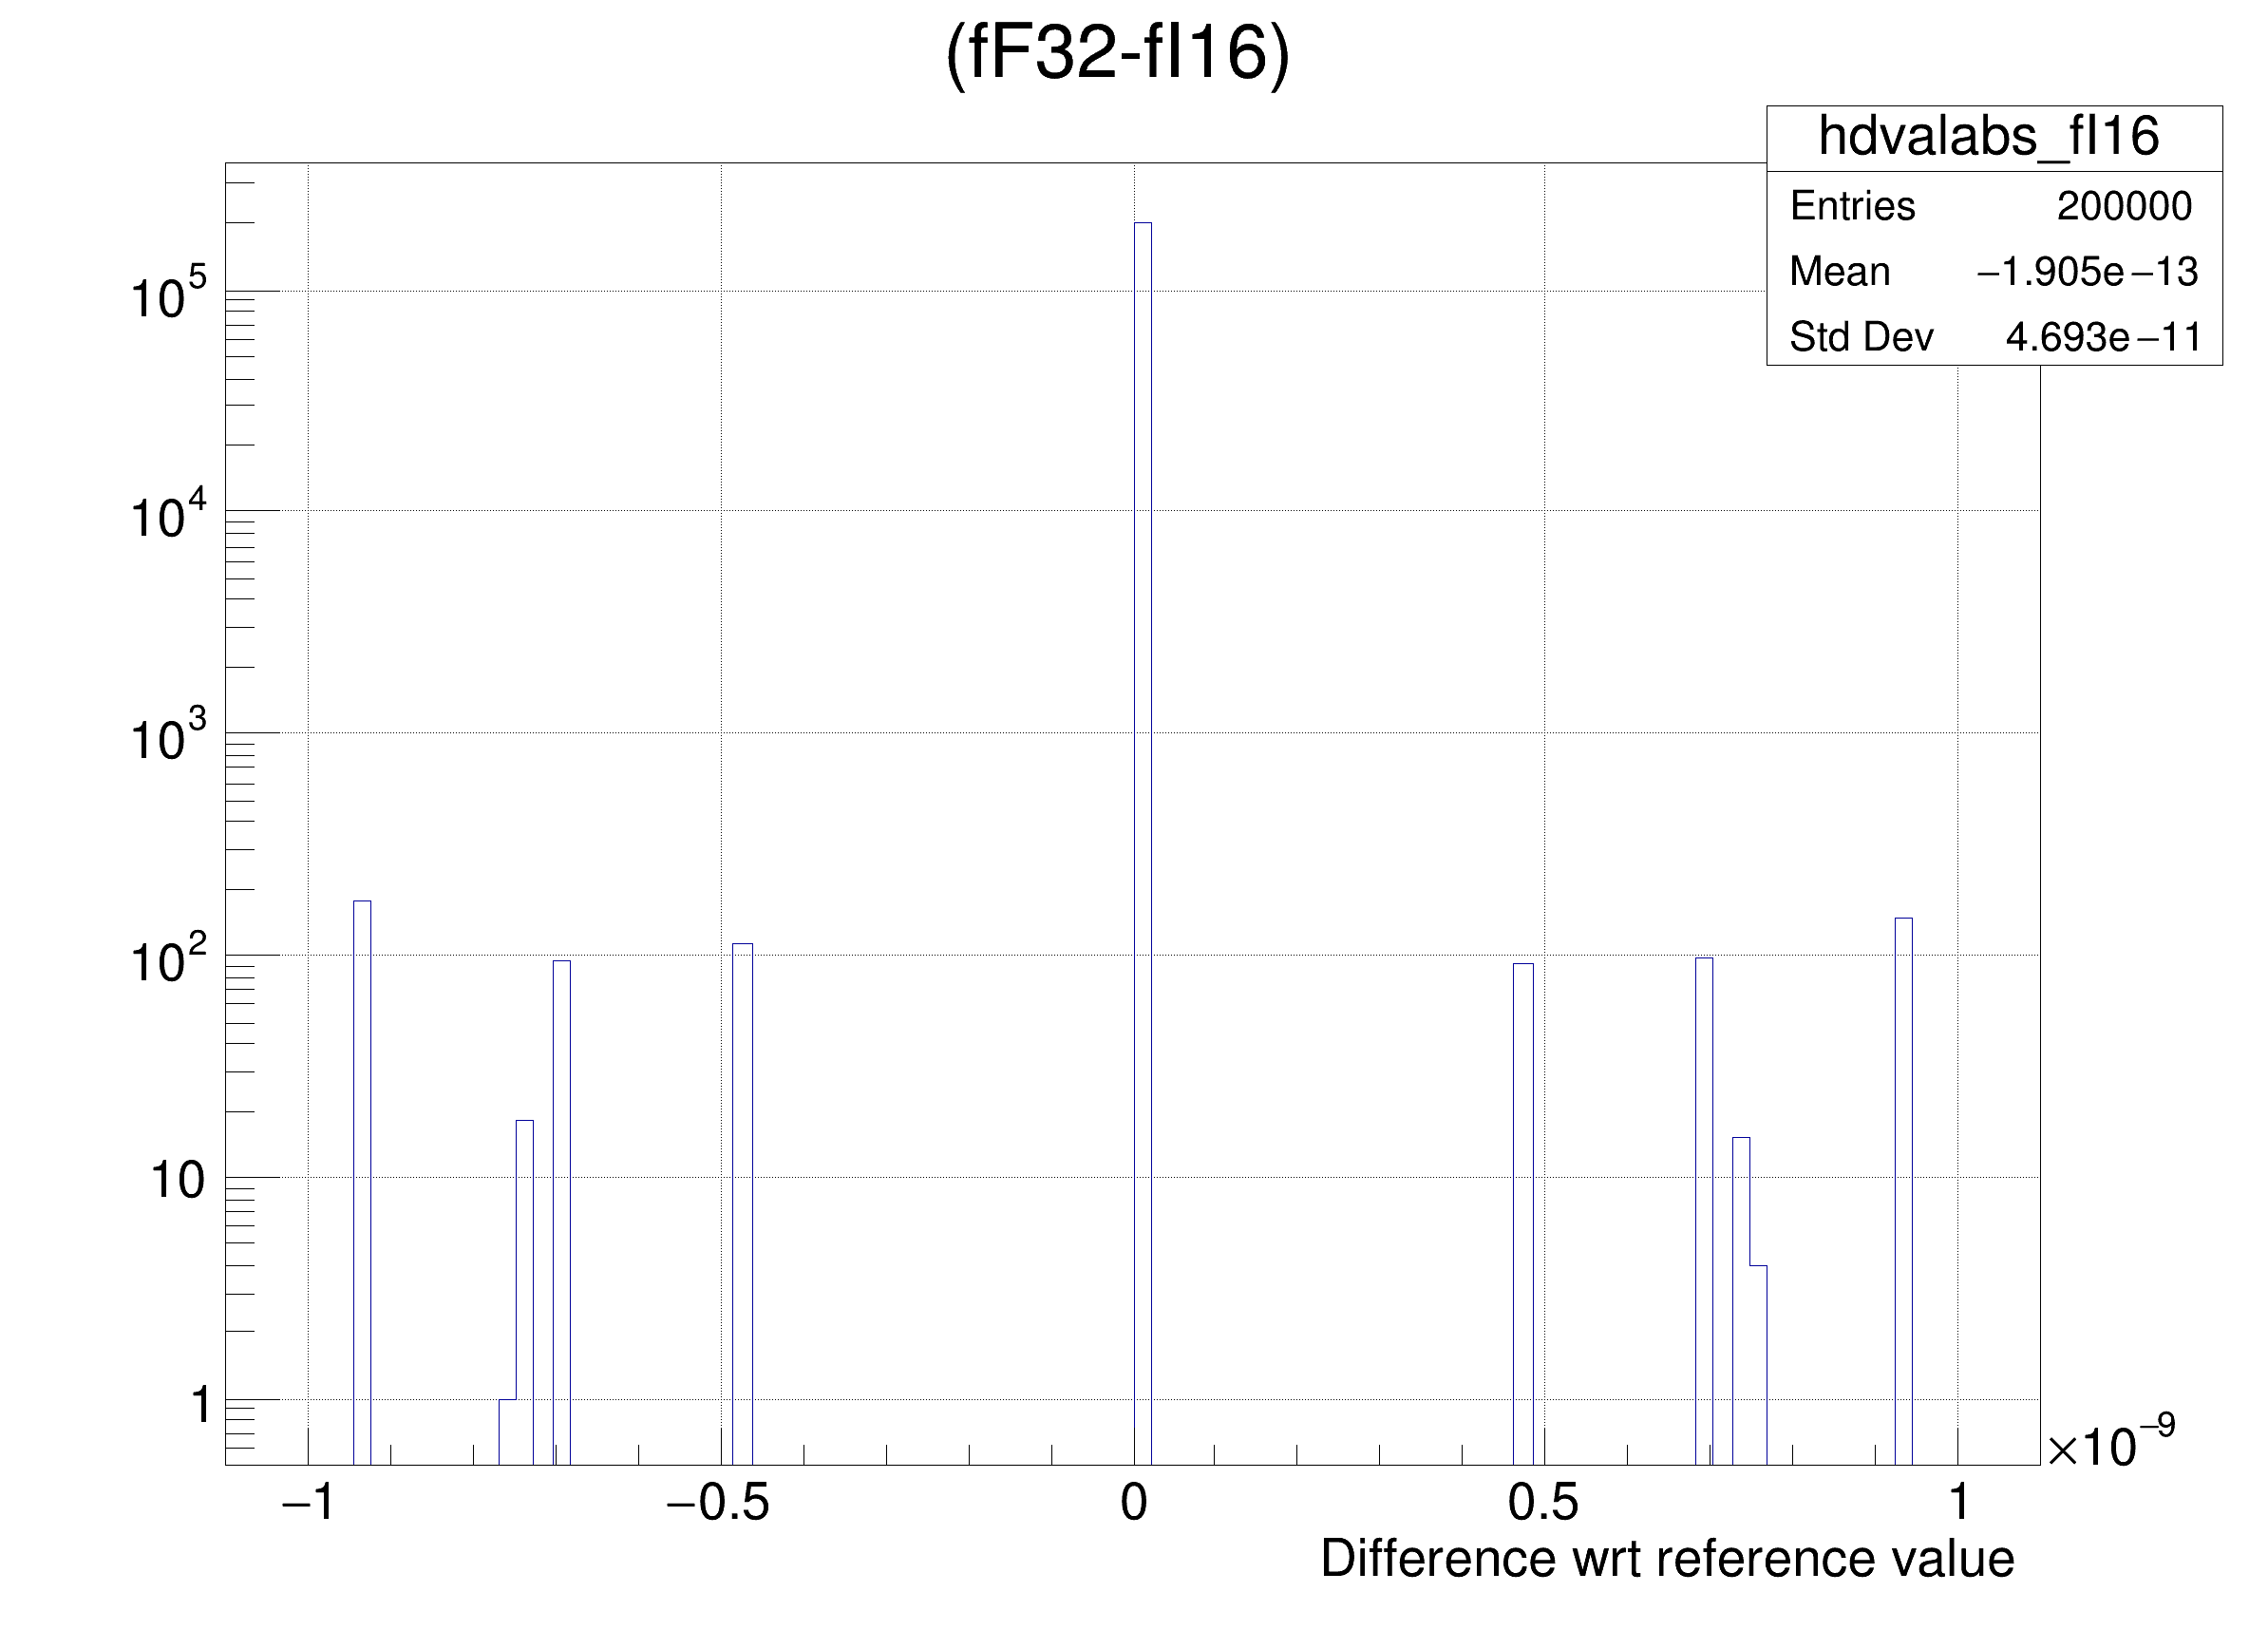 (fF32-fI16)
hdvalabs_fI16
Entries 200000
Mean −1.905e−13
Std Dev 4.693e−11
10^5
10^4
10^3
10^2
10
1
−1 −0.5 0 0.5 1
×10^−9
Difference wrt reference value